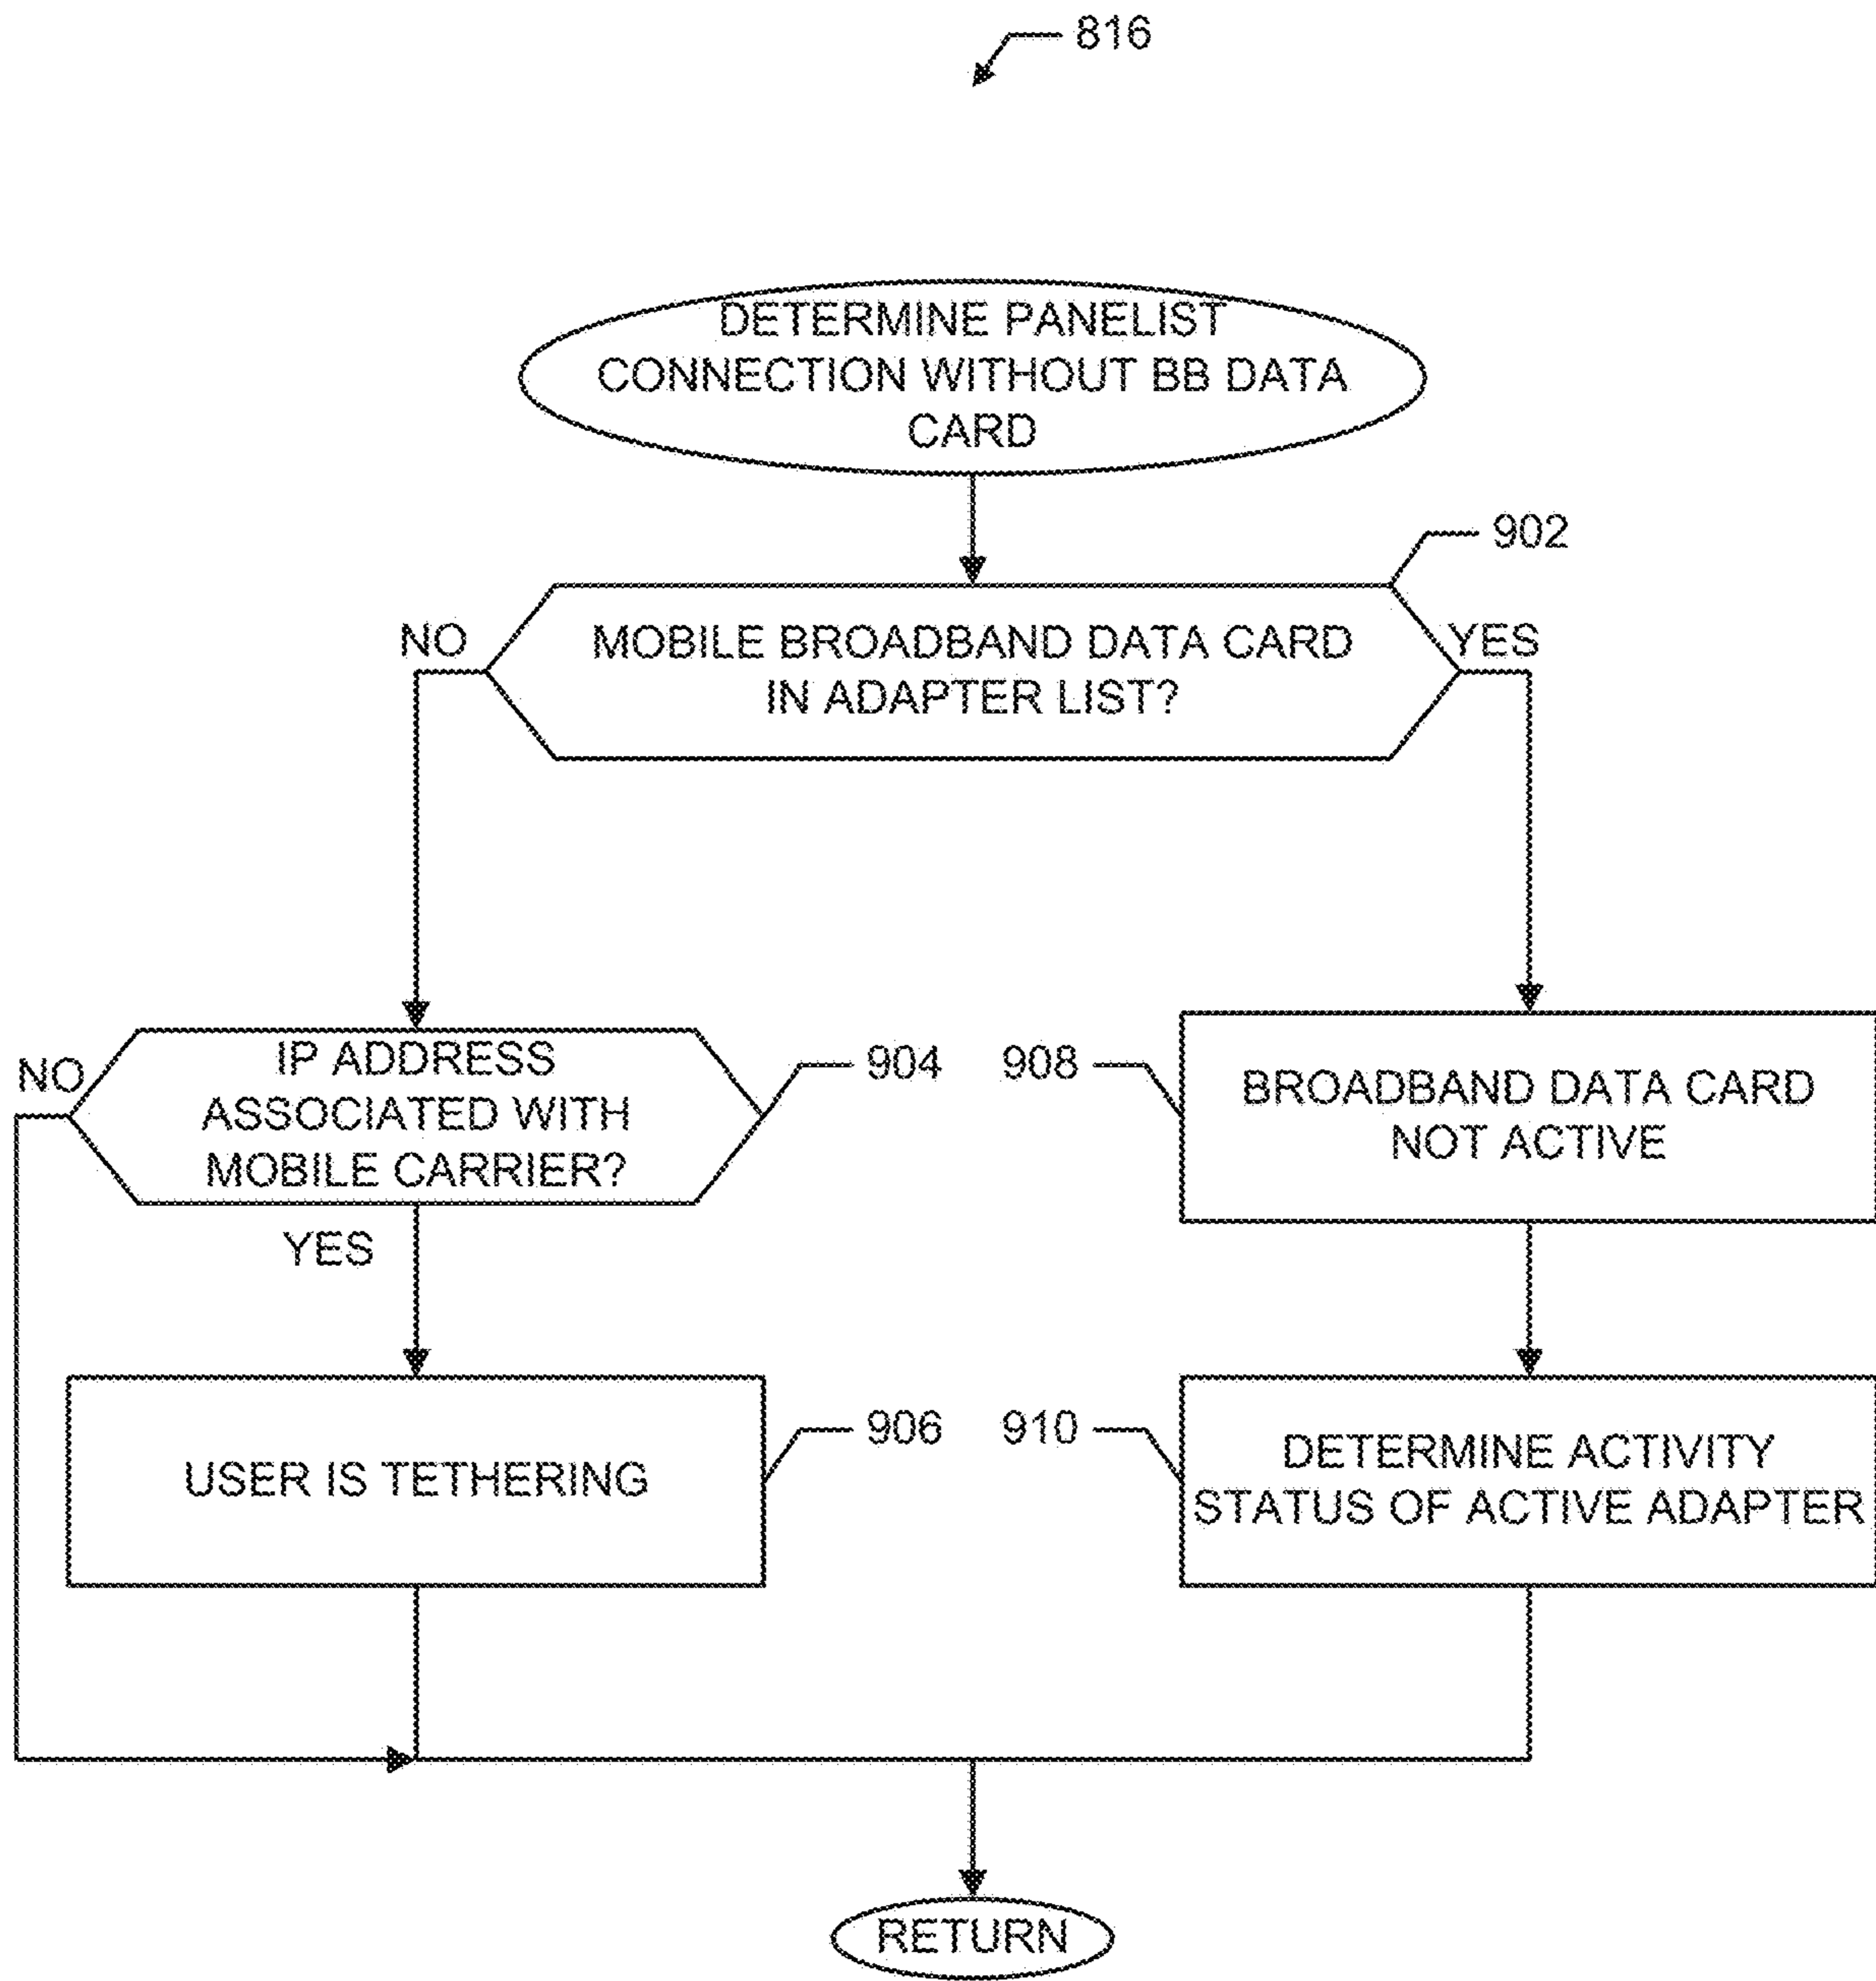 816
DETERMINE PANELIST
CONNECTION WITHOUT BB DATA
CARD
902
NO
MOBILE BROADBAND DATA CARD
IN ADAPTER LIST?
YES
NO
IP ADDRESS
ASSOCIATED WITH
MOBILE CARRIER?
904
908
BROADBAND DATA CARD
NOT ACTIVE
YES
USER IS TETHERING
906
910
DETERMINE ACTIVITY
STATUS OF ACTIVE ADAPTER
RETURN